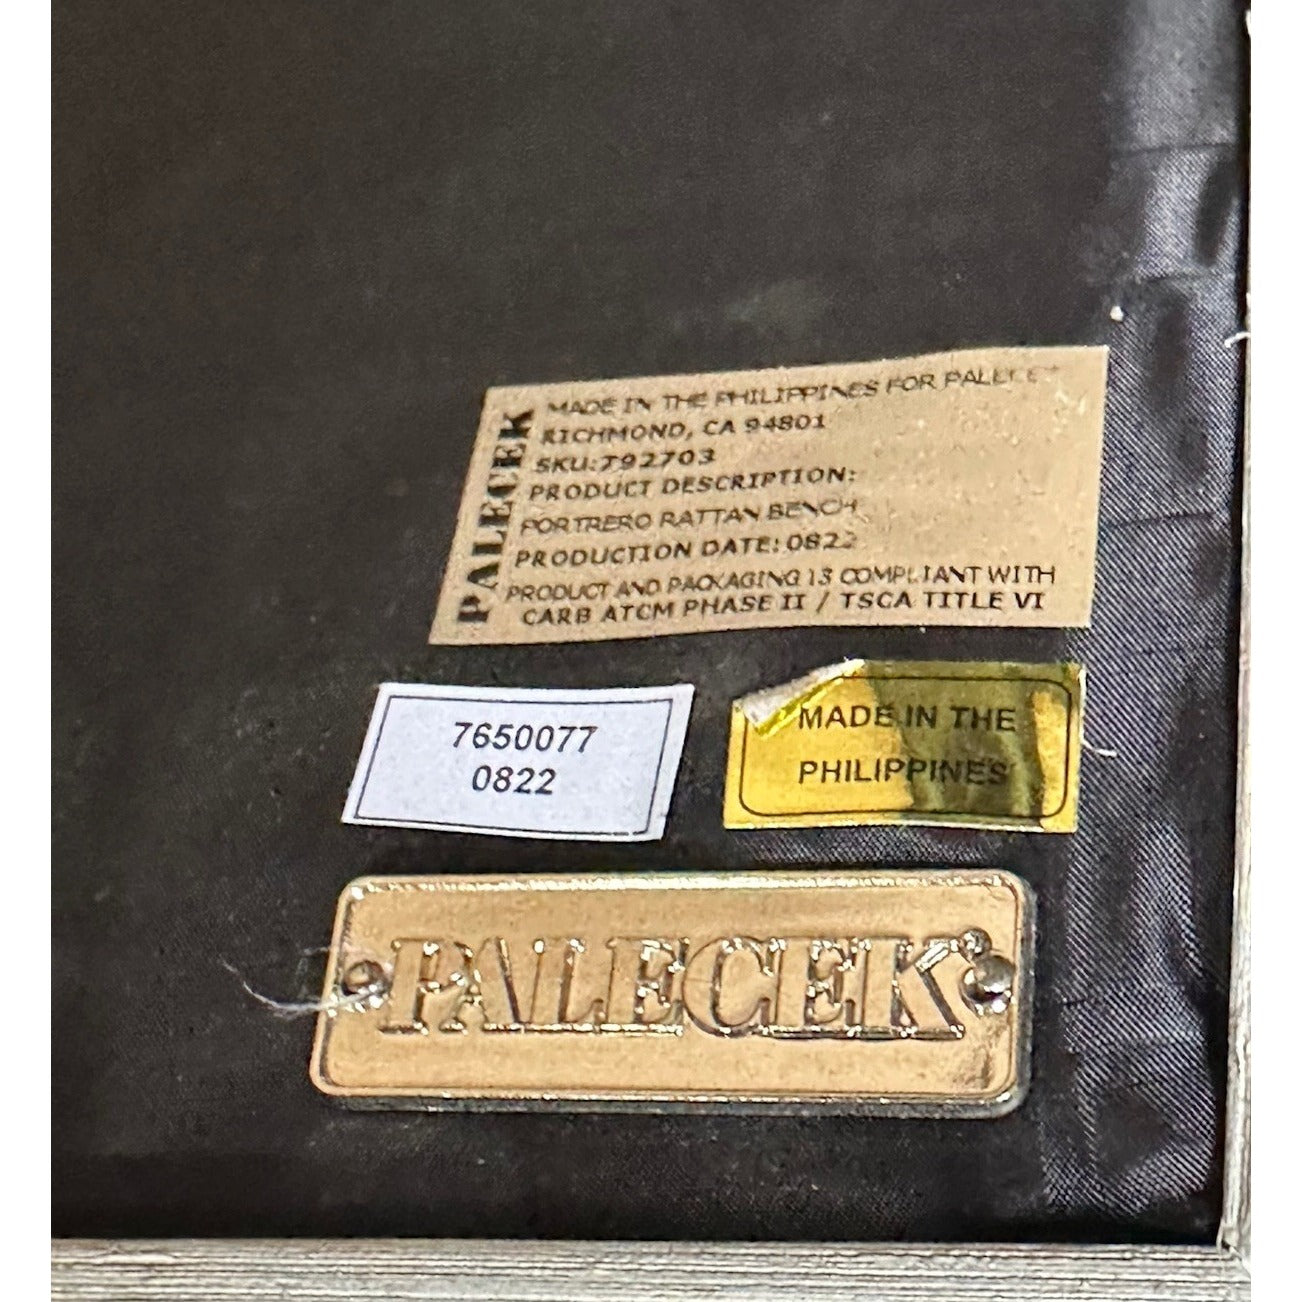 PALECEK
MADE IN THE PHILIPPINES FOR PALECEK
RICHMOND, CA 94801
SKU:792703
PRODUCT DESCRIPTION:
PORTRERO RATTAN BENCH
PRODUCTION DATE: 0822
PRODUCT AND PACKAGING IS COMPLIANT WITH
CARB ATCM PHASE II / TSCA TITLE VI
7650077
0822
MADE IN THE
PHILIPPINES
PALECEK®